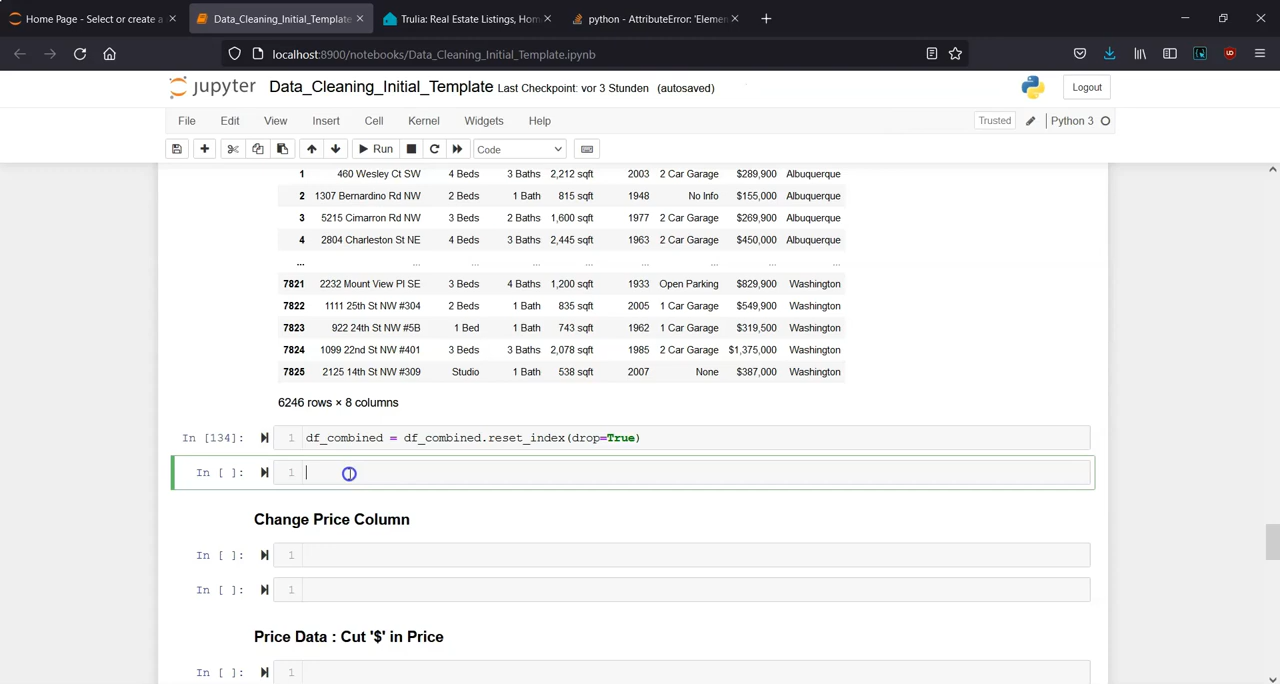 Home Page - Select or create a
Data_Cleaning_Initial_Template
Trulia: Real Estate Listings, Hom
python - AttributeError: 'Elemen
localhost:8900/notebooks/Data_Cleaning_Initial_Template.ipynb
jupyter Data_Cleaning_Initial_Template Last Checkpoint: vor 3 Stunden (autosaved)
Logout
File Edit View Insert Cell Kernel Widgets Help
Trusted Python 3
Run Code
1 460 Wesley Ct SW 4 Beds 3 Baths 2,212 sqft 2003 2 Car Garage $289,900 Albuquerque
2 1307 Bernardino Rd NW 2 Beds 1 Bath 815 sqft 1948 No Info $155,000 Albuquerque
3 5215 Cimarron Rd NW 3 Beds 2 Baths 1,600 sqft 1977 2 Car Garage $269,900 Albuquerque
4 2804 Charleston St NE 4 Beds 3 Baths 2,445 sqft 1963 2 Car Garage $450,000 Albuquerque
... ... ... ... ... ... ... ... ...
7821 2232 Mount View Pl SE 3 Beds 4 Baths 1,200 sqft 1933 Open Parking $829,900 Washington
7822 1111 25th St NW #304 2 Beds 1 Bath 835 sqft 2005 1 Car Garage $549,900 Washington
7823 922 24th St NW #5B 1 Bed 1 Bath 743 sqft 1962 1 Car Garage $319,500 Washington
7824 1099 22nd St NW #401 3 Beds 3 Baths 2,078 sqft 1985 2 Car Garage $1,375,000 Washington
7825 2125 14th St NW #309 Studio 1 Bath 538 sqft 2007 None $387,000 Washington
6246 rows × 8 columns
In [134]: 1 df_combined = df_combined.reset_index(drop=True)
In [ ]: 1
Change Price Column
In [ ]: 1
In [ ]: 1
Price Data : Cut '$' in Price
In [ ]: 1